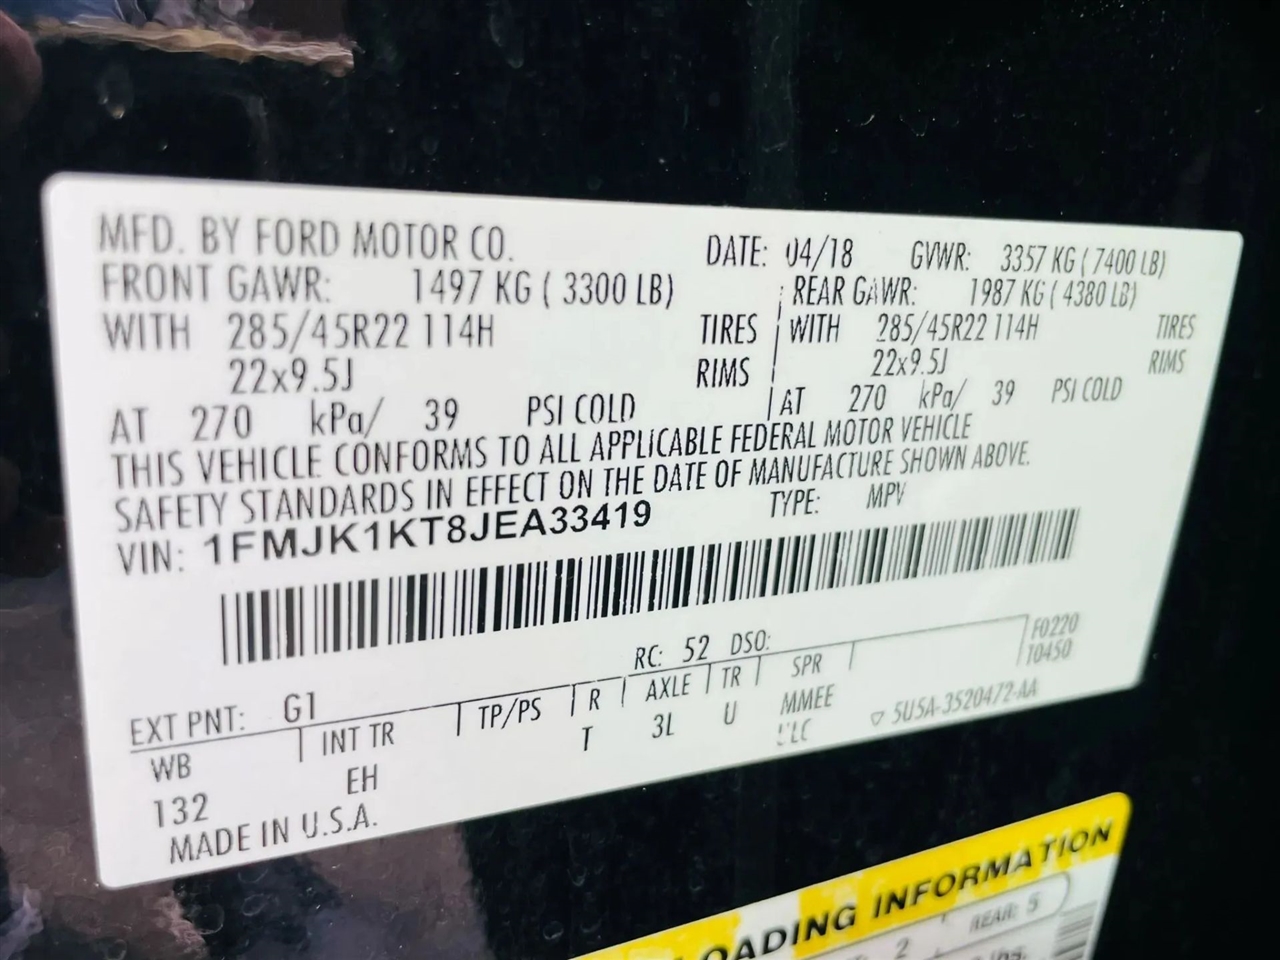 MFD. BY FORD MOTOR CO. DATE: 04/18 GVWR: 3357 KG ( 7400 LB)
FRONT GAWR: 1497 KG ( 3300 LB) REAR GAWR: 1987 KG ( 4380 LB)
WITH 285/45R22 114H TIRES WITH 285/45R22 114H TIRES
22x9.5J RIMS 22x9.5J RIMS
AT 270 kPa/ 39 PSI COLD AT 270 kPa/ 39 PSI COLD
THIS VEHICLE CONFORMS TO ALL APPLICABLE FEDERAL MOTOR VEHICLE
SAFETY STANDARDS IN EFFECT ON THE DATE OF MANUFACTURE SHOWN ABOVE.
VIN: 1FMJK1KT8JEA33419 TYPE: MPV
F0220
RC: 52 DSO: T0450
EXT PNT: G1
WB INT TR TP/PS R AXLE TR SPR
132 EH T 3L U MMEE
5U5A-3520472-AA
MADE IN U.S.A.
LOADING INFORMATION
2 REAR: 5